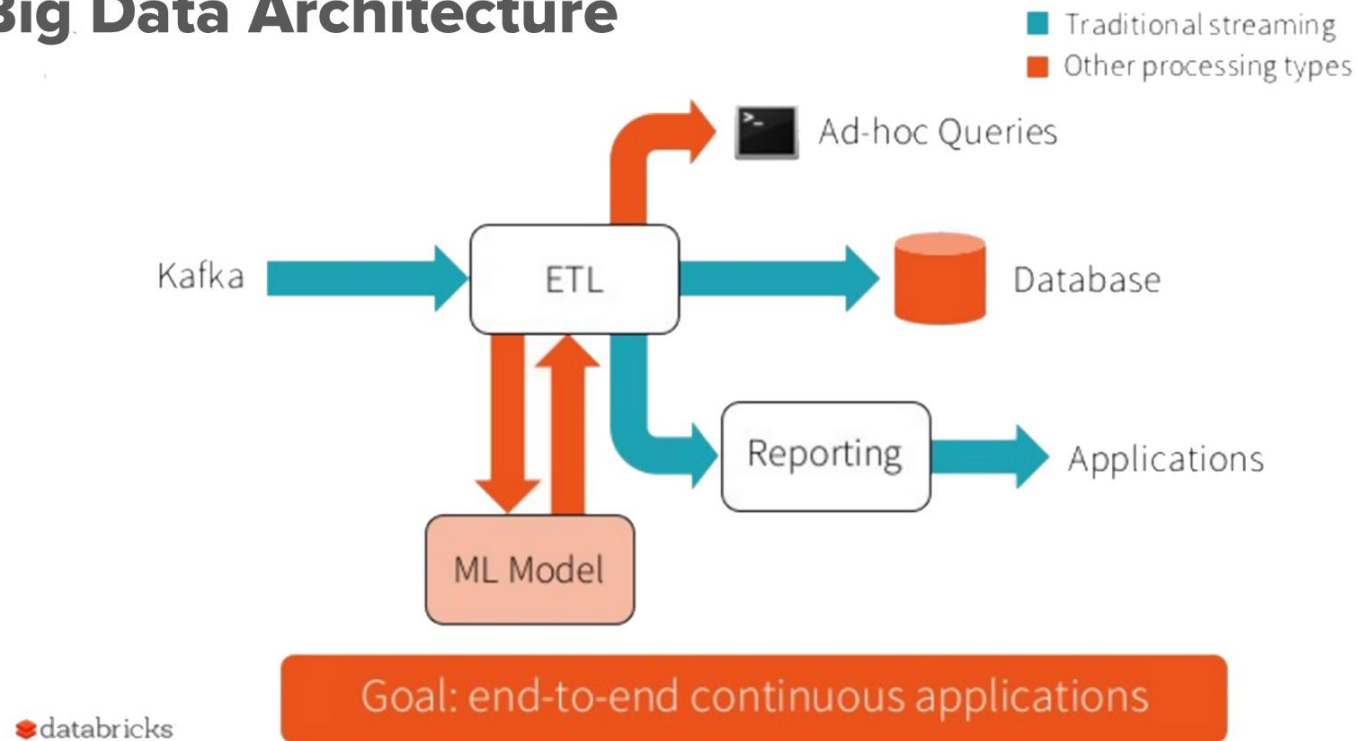 Big Data Architecture
Traditional streaming
Other processing types
>_
Ad-hoc Queries
Kafka
ETL
Database
Reporting
Applications
ML Model
Goal: end-to-end continuous applications
databricks